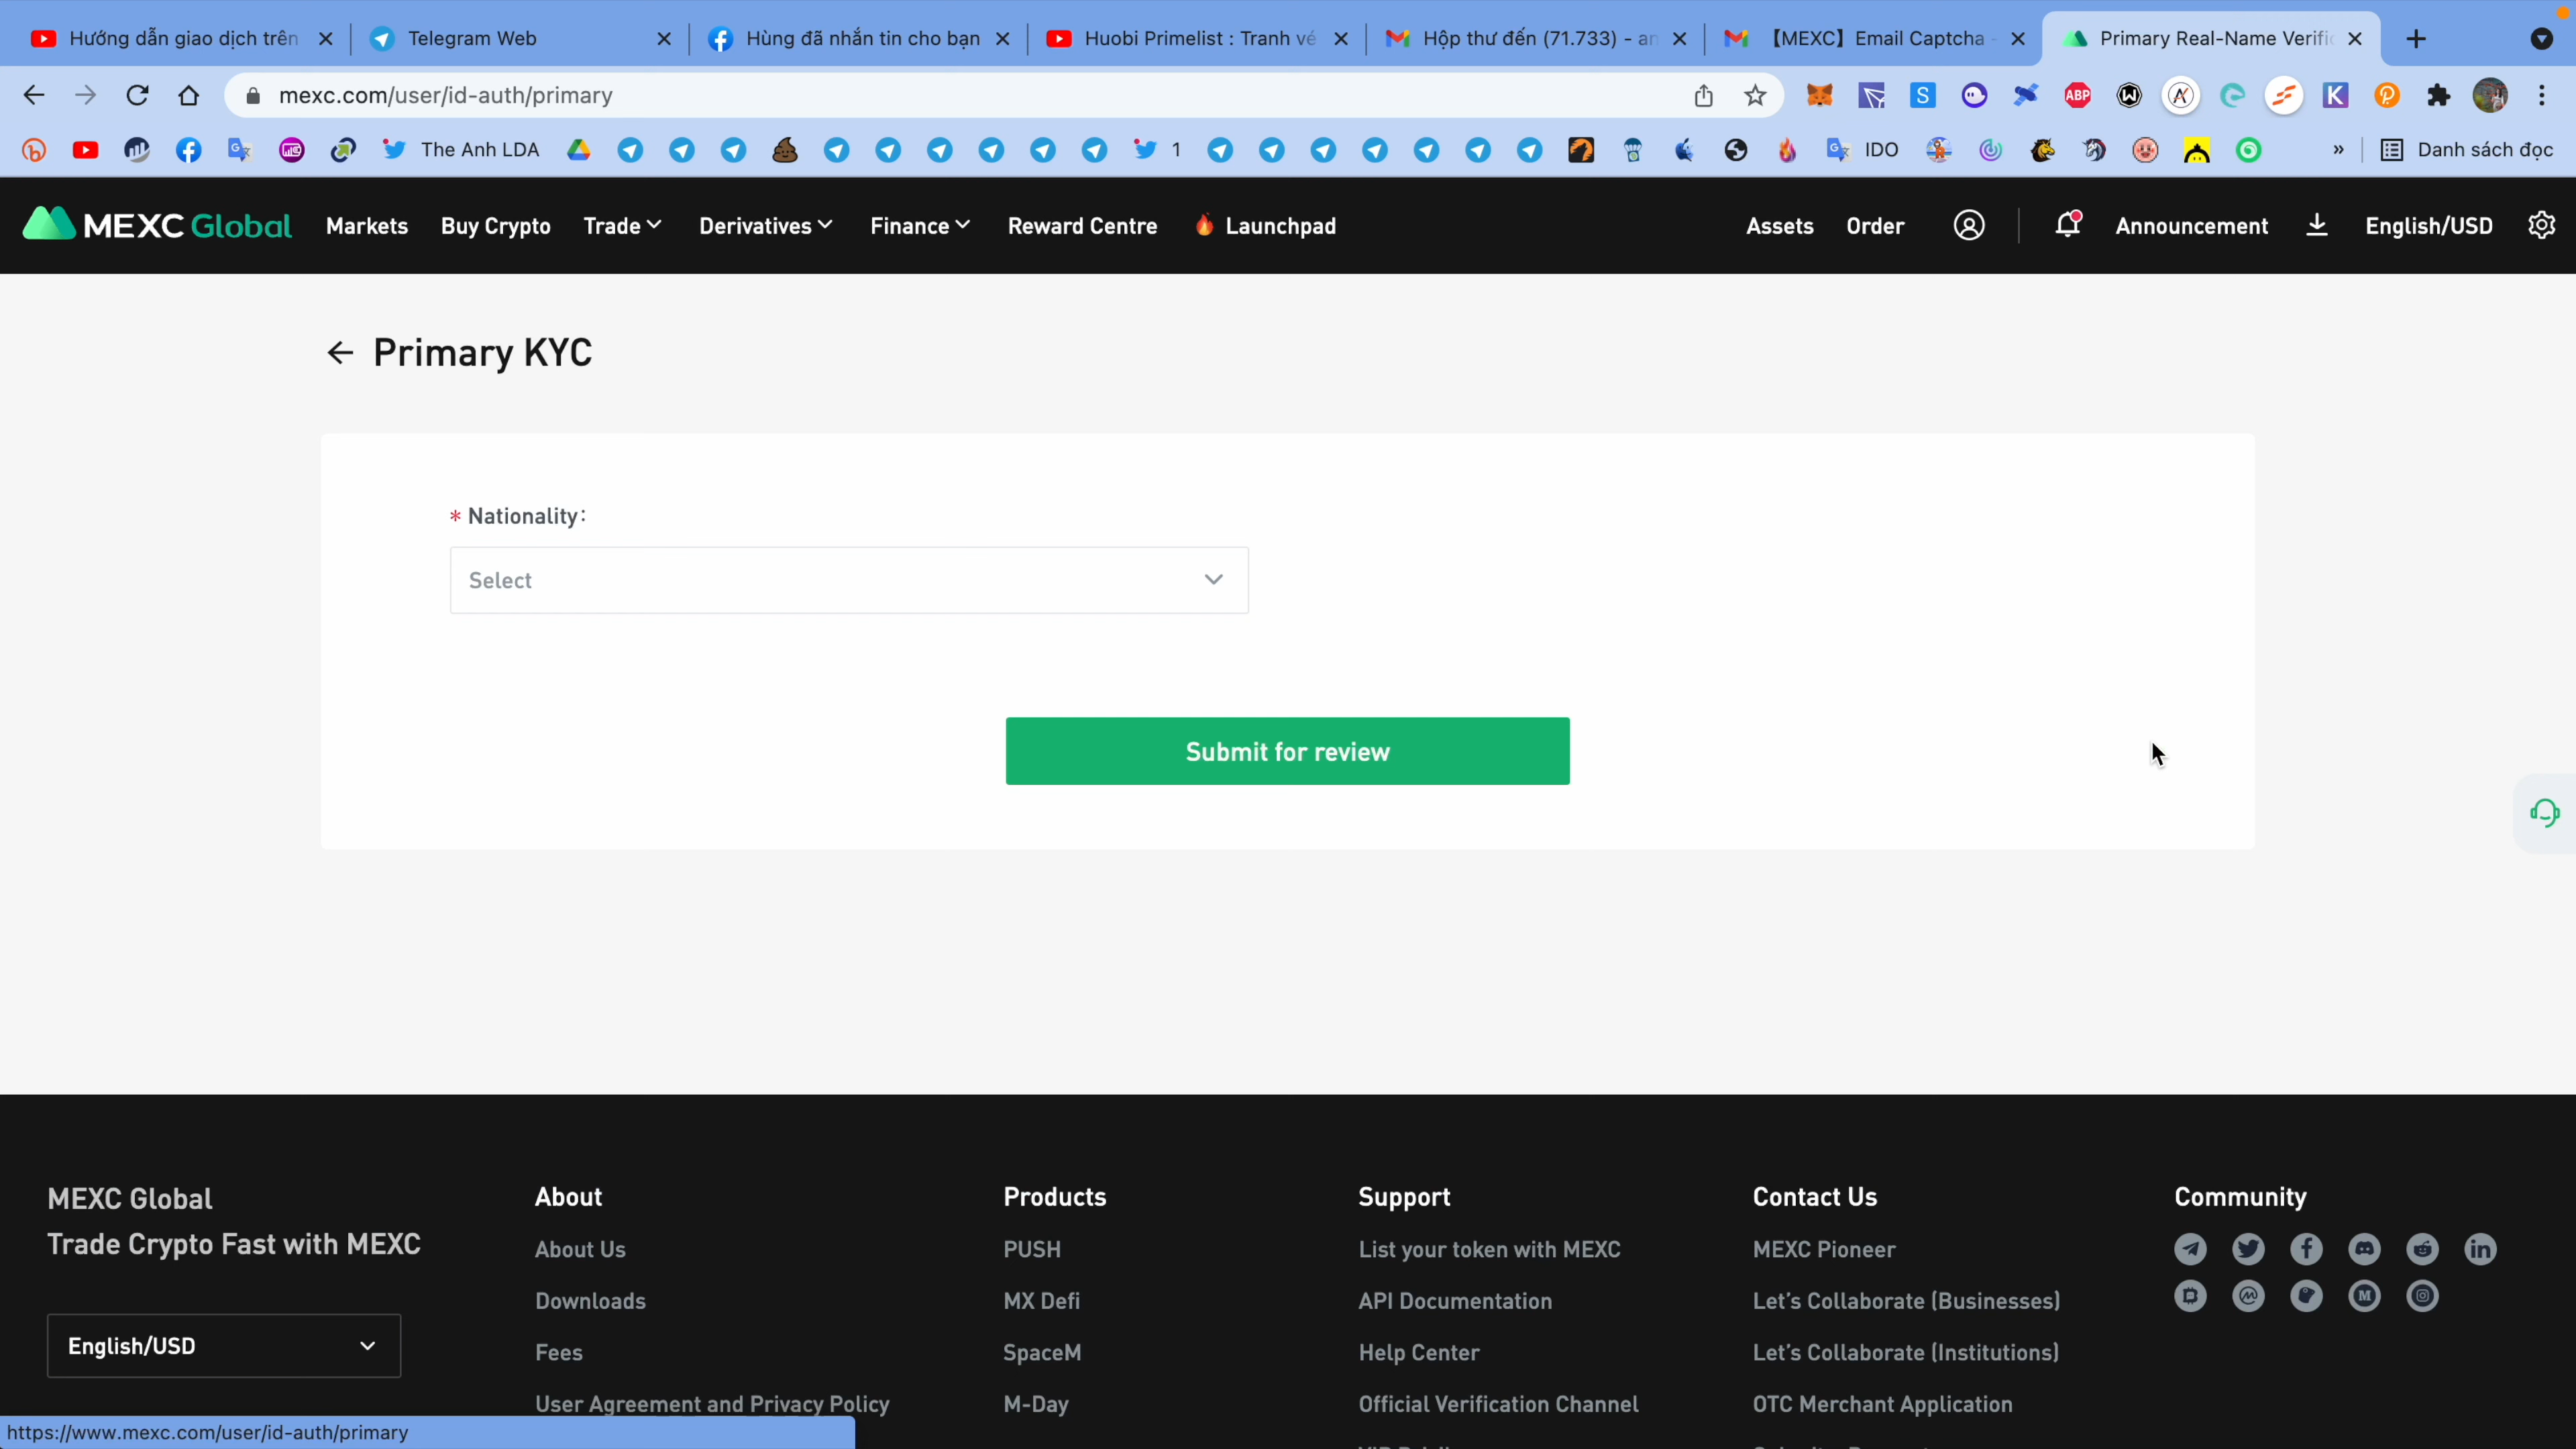 Hướng dẫn giao dịch trên
Telegram Web
Hùng đã nhắn tin cho bạn
Huobi Primelist : Tranh vé
Hộp thư đến (71.733) - an
【MEXC】Email Captcha -
Primary Real-Name Verific
mexc.com/user/id-auth/primary
The Anh LDA
1
IDO
» Danh sách đọc
MEXC Global
Markets
Buy Crypto
Trade
Derivatives
Finance
Reward Centre
Launchpad
Assets
Order
Announcement
English/USD
Primary KYC
* Nationality:
Select
Submit for review
MEXC Global
Trade Crypto Fast with MEXC
English/USD
About
About Us
Downloads
Fees
User Agreement and Privacy Policy
Products
PUSH
MX Defi
SpaceM
M-Day
Support
List your token with MEXC
API Documentation
Help Center
Official Verification Channel
Contact Us
MEXC Pioneer
Let's Collaborate (Businesses)
Let's Collaborate (Institutions)
OTC Merchant Application
Community
https://www.mexc.com/user/id-auth/primary